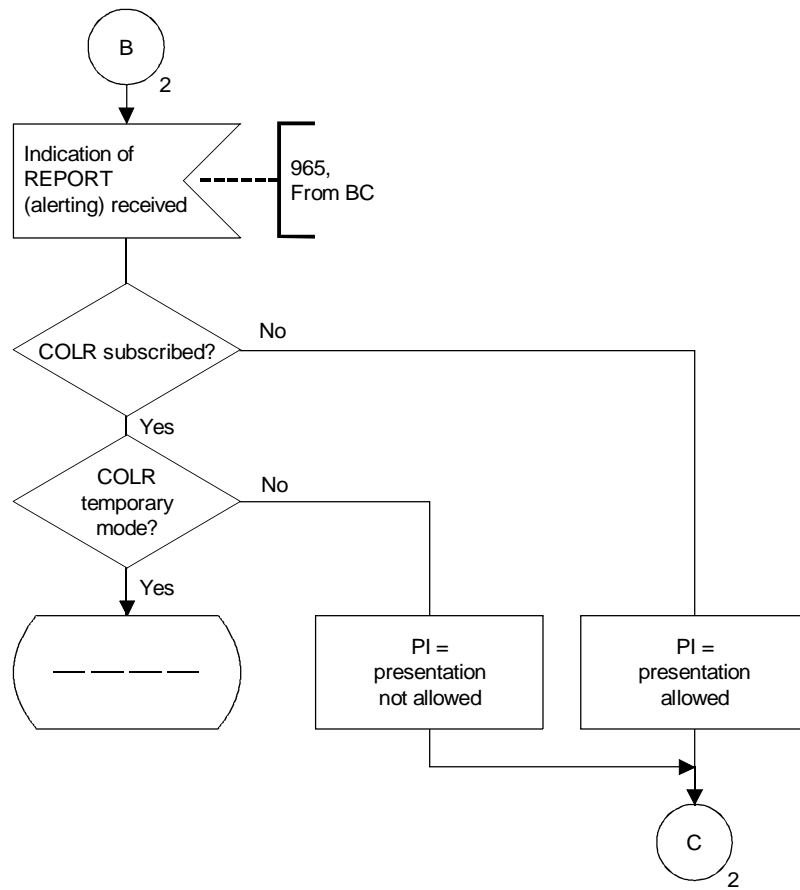 B
2
Indication of
REPORT
(alerting) received
965,
From BC
COLR subscribed?
No
Yes
COLR
temporary
mode?
No
Yes
PI =
presentation
not allowed
PI =
presentation
allowed
C
2